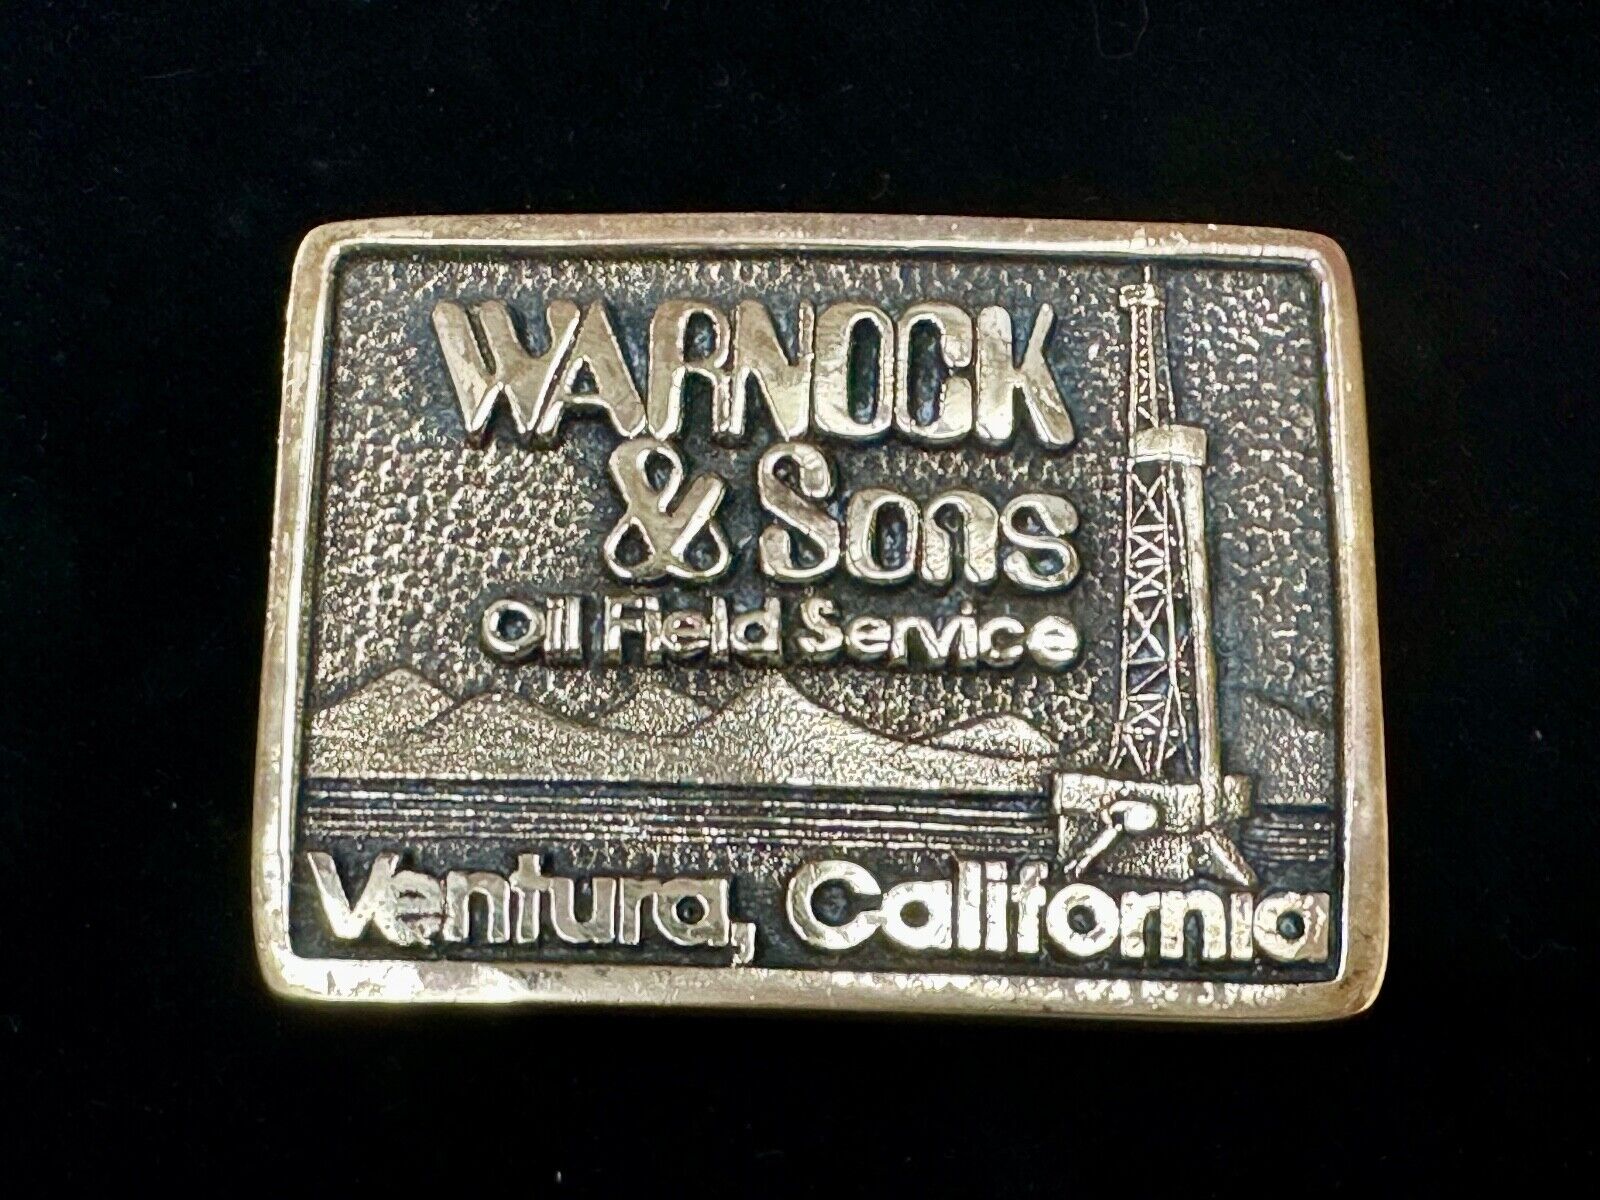 WARNOCK
& Sons
Oil Field Service
Ventura, California